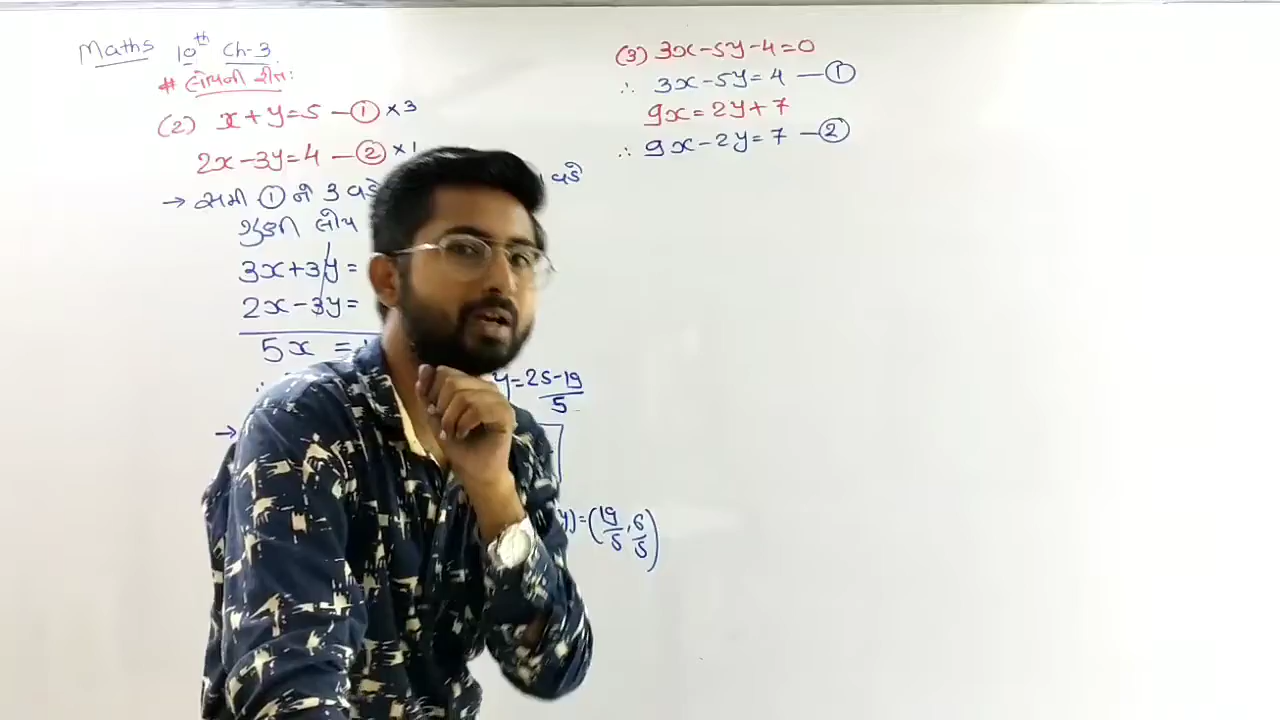 Maths 10th Ch-3
# લોપની રીત:
(2) x+y=5 —① ×3
2x-3y=4 —② ×1
→ સમી ① ને 3 વડે
વડે
ગુણી લોપ
3x+3y=
2x-3y=
5x =
∴
y=25-19/5
→
y)=(19/5, 6/5)
(3) 3x-5y-4=0
∴ 3x-5y=4 —①
9x=2y+7
∴ 9x-2y=7 —②